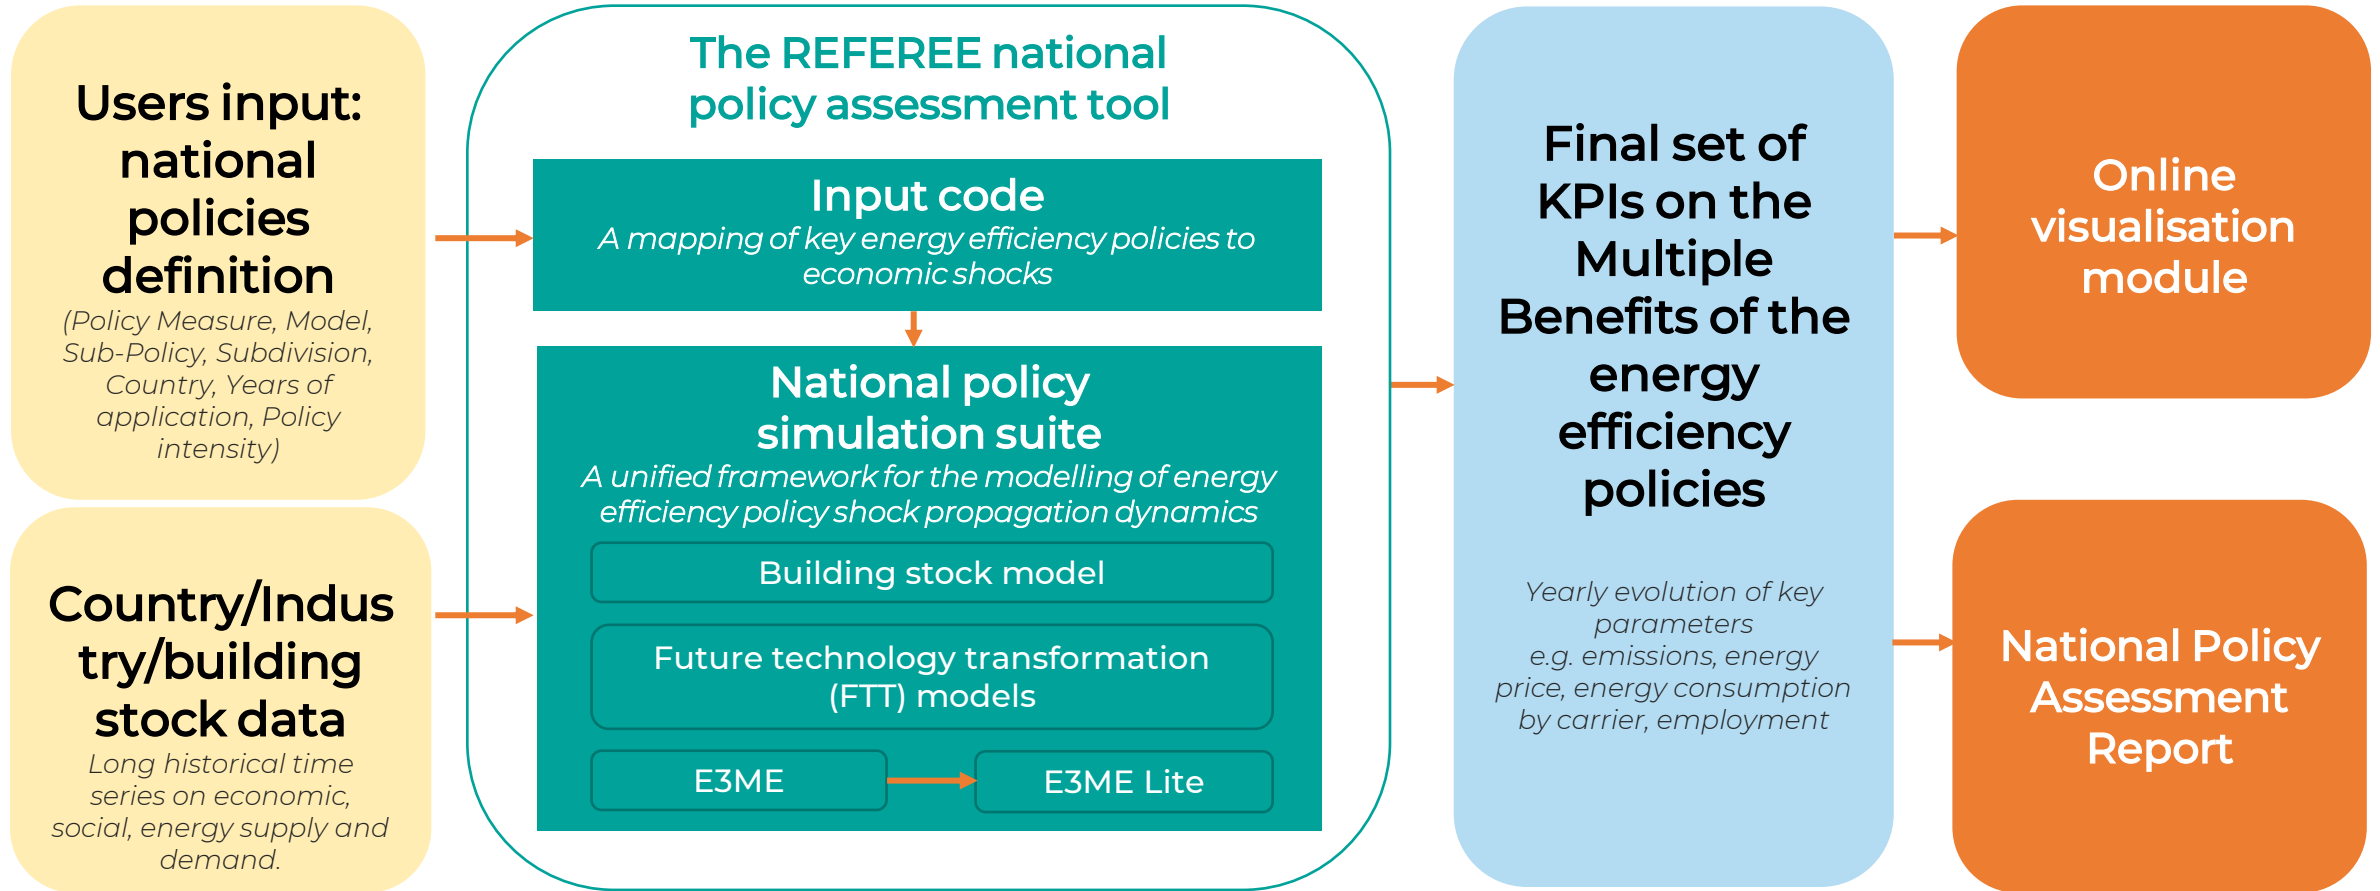 Users input:
national
policies
definition
(Policy Measure, Model,
Sub-Policy, Subdivision,
Country, Years of
application, Policy
intensity)
Country/Indus
try/building
stock data
Long historical time
series on economic,
social, energy supply and
demand.
The REFEREE national
policy assessment tool
Input code
A mapping of key energy efficiency policies to
economic shocks
National policy
simulation suite
A unified framework for the modelling of energy
efficiency policy shock propagation dynamics
Building stock model
Future technology transformation
(FTT) models
E3ME
E3ME Lite
Final set of
KPIs on the
Multiple
Benefits of the
energy
efficiency
policies
Yearly evolution of key
parameters
e.g. emissions, energy
price, energy consumption
by carrier, employment
Online
visualisation
module
National Policy
Assessment
Report